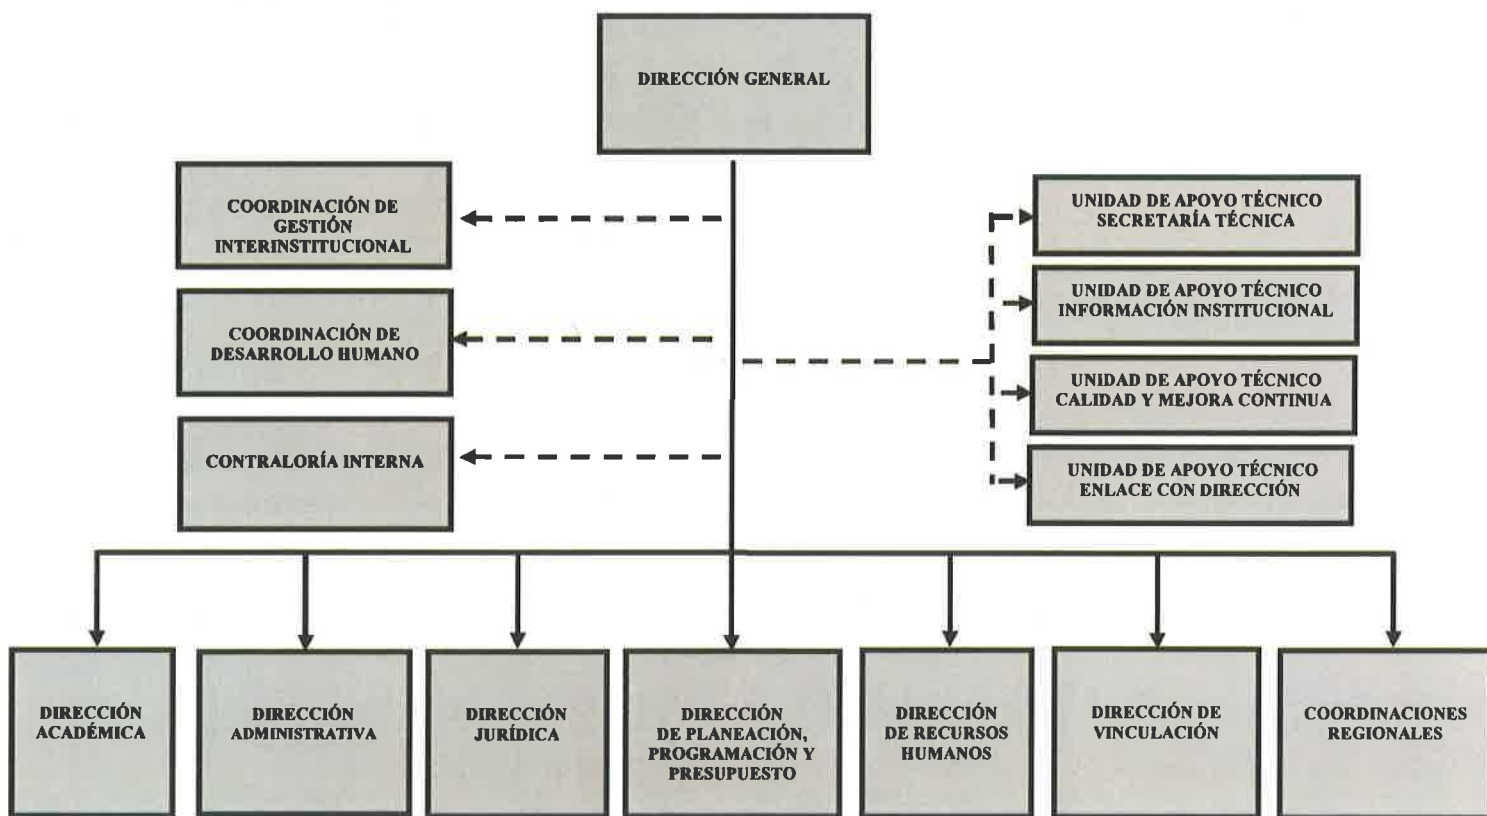 DIRECCIÓN GENERAL
COORDINACIÓN DE
GESTIÓN
INTERINSTITUCIONAL
COORDINACIÓN DE
DESARROLLO HUMANO
CONTRALORÍA INTERNA
UNIDAD DE APOYO TÉCNICO
SECRETARÍA TÉCNICA
UNIDAD DE APOYO TÉCNICO
INFORMACIÓN INSTITUCIONAL
UNIDAD DE APOYO TÉCNICO
CALIDAD Y MEJORA CONTINUA
UNIDAD DE APOYO TÉCNICO
ENLACE CON DIRECCIÓN
DIRECCIÓN
ACADÉMICA
DIRECCIÓN
ADMINISTRATIVA
DIRECCIÓN
JURÍDICA
DIRECCIÓN
DE PLANEACIÓN,
PROGRAMACIÓN Y
PRESUPUESTO
DIRECCIÓN
DE RECURSOS
HUMANOS
DIRECCIÓN DE
VINCULACIÓN
COORDINACIONES
REGIONALES